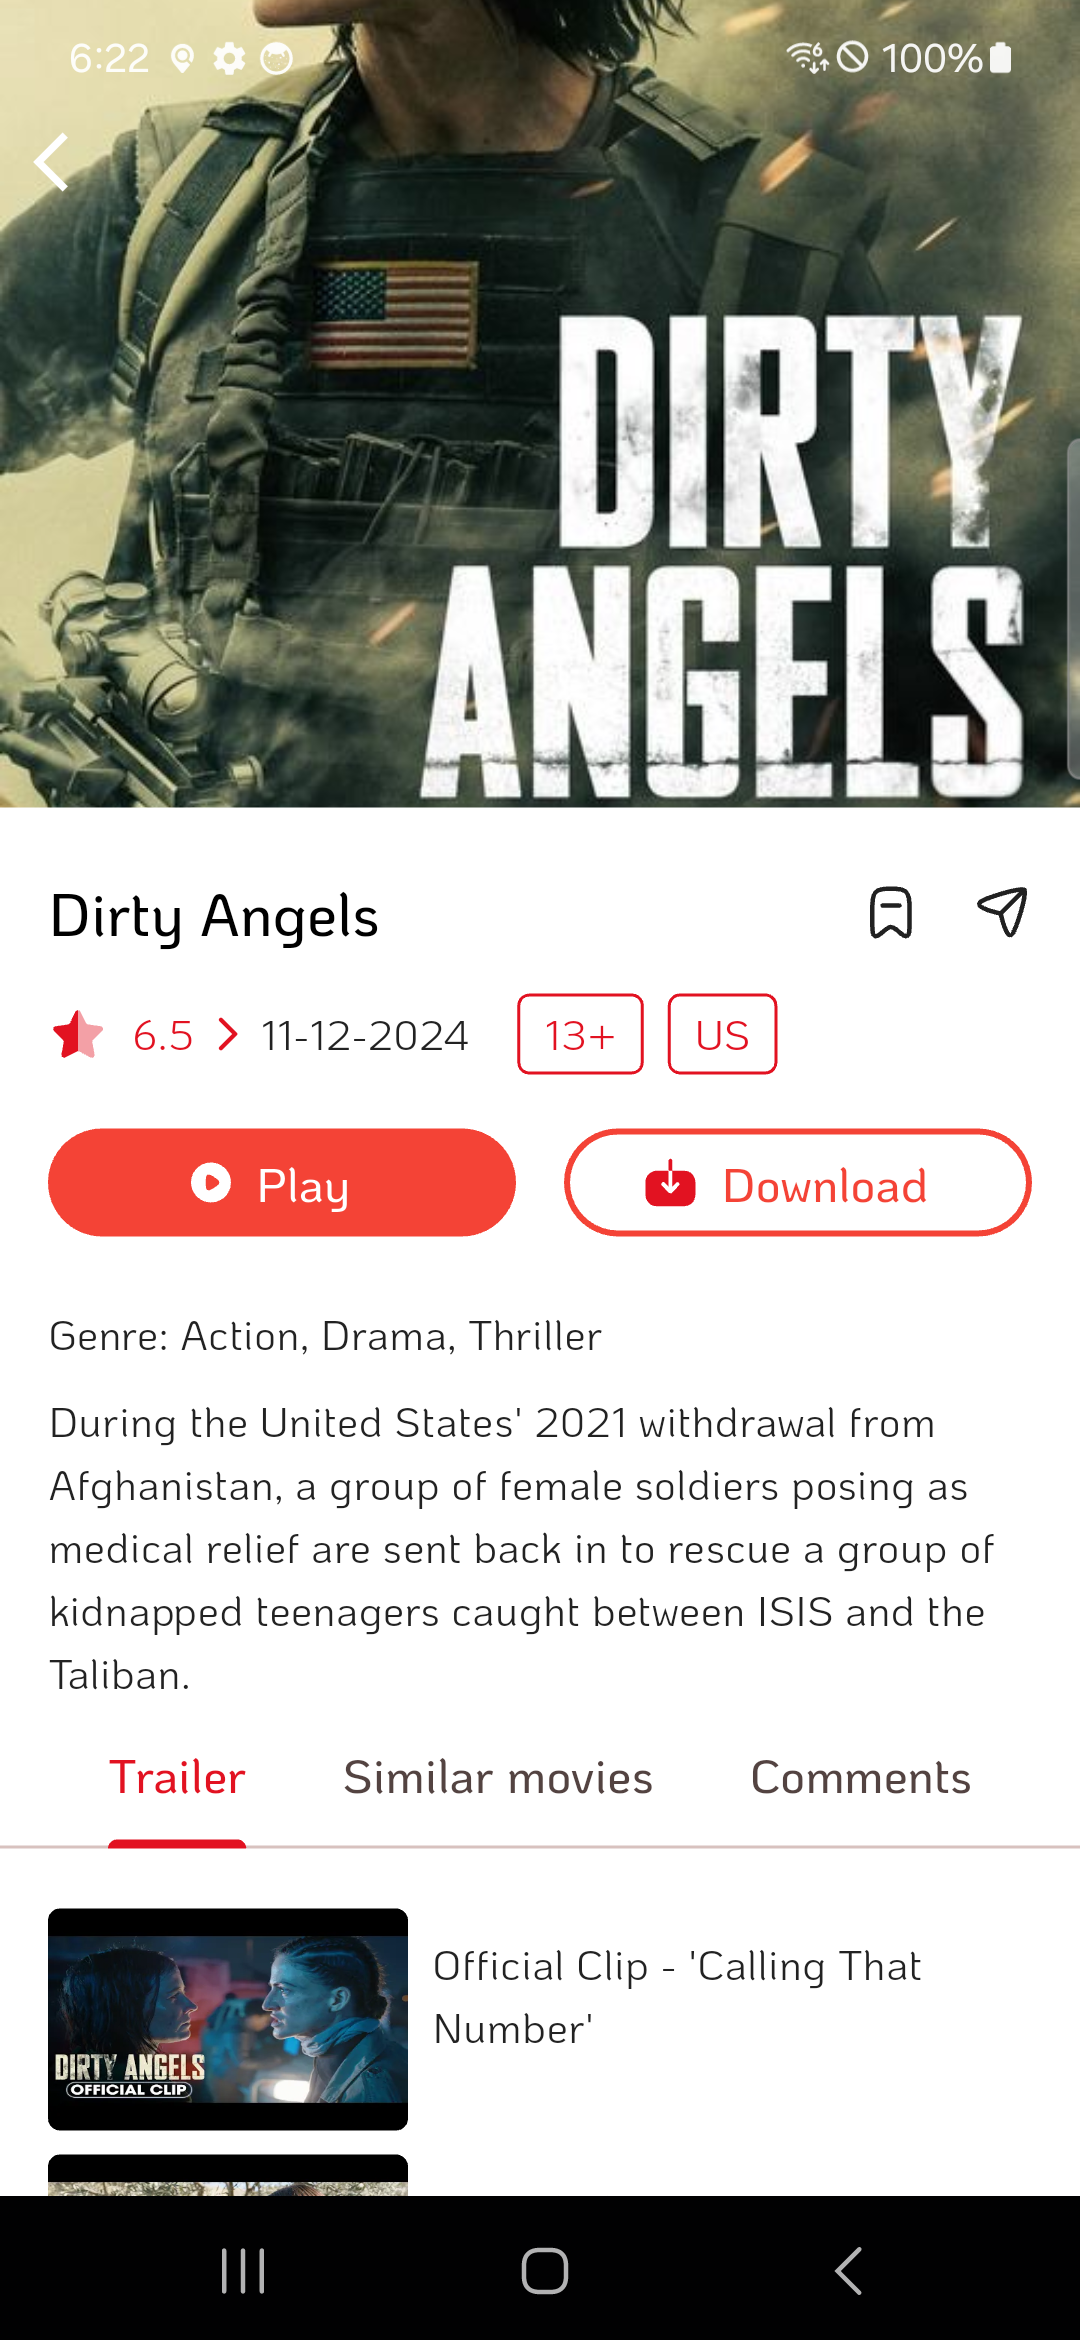 6:22
100%
DIRTY
ANGELS
Dirty Angels
6.5
11-12-2024
13+
US
Play
Download
Genre: Action, Drama, Thriller
During the United States' 2021 withdrawal from
Afghanistan, a group of female soldiers posing as
medical relief are sent back in to rescue a group of
kidnapped teenagers caught between ISIS and the
Taliban.
Trailer
Similar movies
Comments
DIRTY ANGELS
OFFICIAL CLIP
Official Clip - 'Calling That
Number'